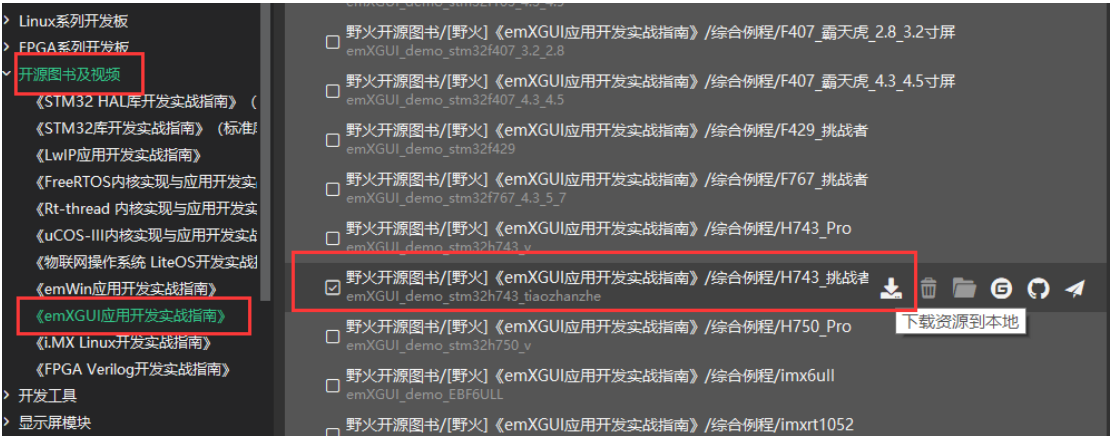 Linux系列开发板
FPGA系列开发板
开源图书及视频
《STM32 HAL库开发实战指南》（
《STM32库开发实战指南》（标准库
《LwIP应用开发实战指南》
《FreeRTOS内核实现与应用开发实
《Rt-thread 内核实现与应用开发实
《uCOS-III内核实现与应用开发实战
《物联网操作系统 LiteOS开发实战指
《emWin应用开发实战指南》
《emXGUI应用开发实战指南》
《i.MX Linux开发实战指南》
《FPGA Verilog开发实战指南》
开发工具
显示屏模块
野火开源图书/[野火]《emXGUI应用开发实战指南》/综合例程/F407_霸天虎_2.8_3.2寸屏
emXGUI_demo_stm32f407_3.2_2.8
野火开源图书/[野火]《emXGUI应用开发实战指南》/综合例程/F407_霸天虎_4.3_4.5寸屏
emXGUI_demo_stm32f407_4.3_4.5
野火开源图书/[野火]《emXGUI应用开发实战指南》/综合例程/F429_挑战者
emXGUI_demo_stm32f429
野火开源图书/[野火]《emXGUI应用开发实战指南》/综合例程/F767_挑战者
emXGUI_demo_stm32f767_4.3_5_7
野火开源图书/[野火]《emXGUI应用开发实战指南》/综合例程/H743_Pro
emXGUI_demo_stm32h743_v
野火开源图书/[野火]《emXGUI应用开发实战指南》/综合例程/H743_挑战者
emXGUI_demo_stm32h743_tiaozhanzhe
下载资源到本地
野火开源图书/[野火]《emXGUI应用开发实战指南》/综合例程/H750_Pro
emXGUI_demo_stm32h750_v
野火开源图书/[野火]《emXGUI应用开发实战指南》/综合例程/imx6ull
emXGUI_demo_EBF6ULL
野火开源图书/[野火]《emXGUI应用开发实战指南》/综合例程/imxrt1052